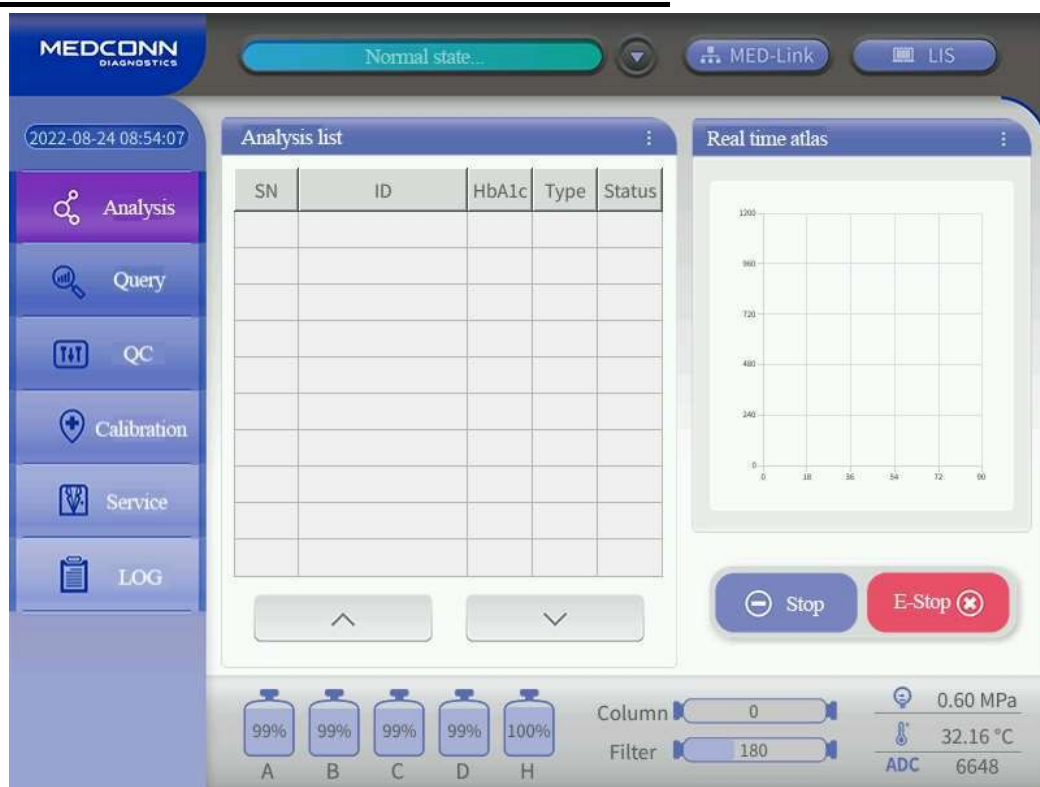 MEDCONN
DIAGNOSTICS
Normal state...
MED-Link
LIS
2022-08-24 08:54:07
Analysis
Query
QC
Calibration
Service
LOG
Analysis list
SN ID HbA1c Type Status
Real time atlas
1200
960
720
480
240
0
0 18 36 54 72 90
Stop
E-Stop
99% 99% 99% 99% 100%
A B C D H
Column 0
Filter 180
0.60 MPa
32.16 °C
ADC 6648